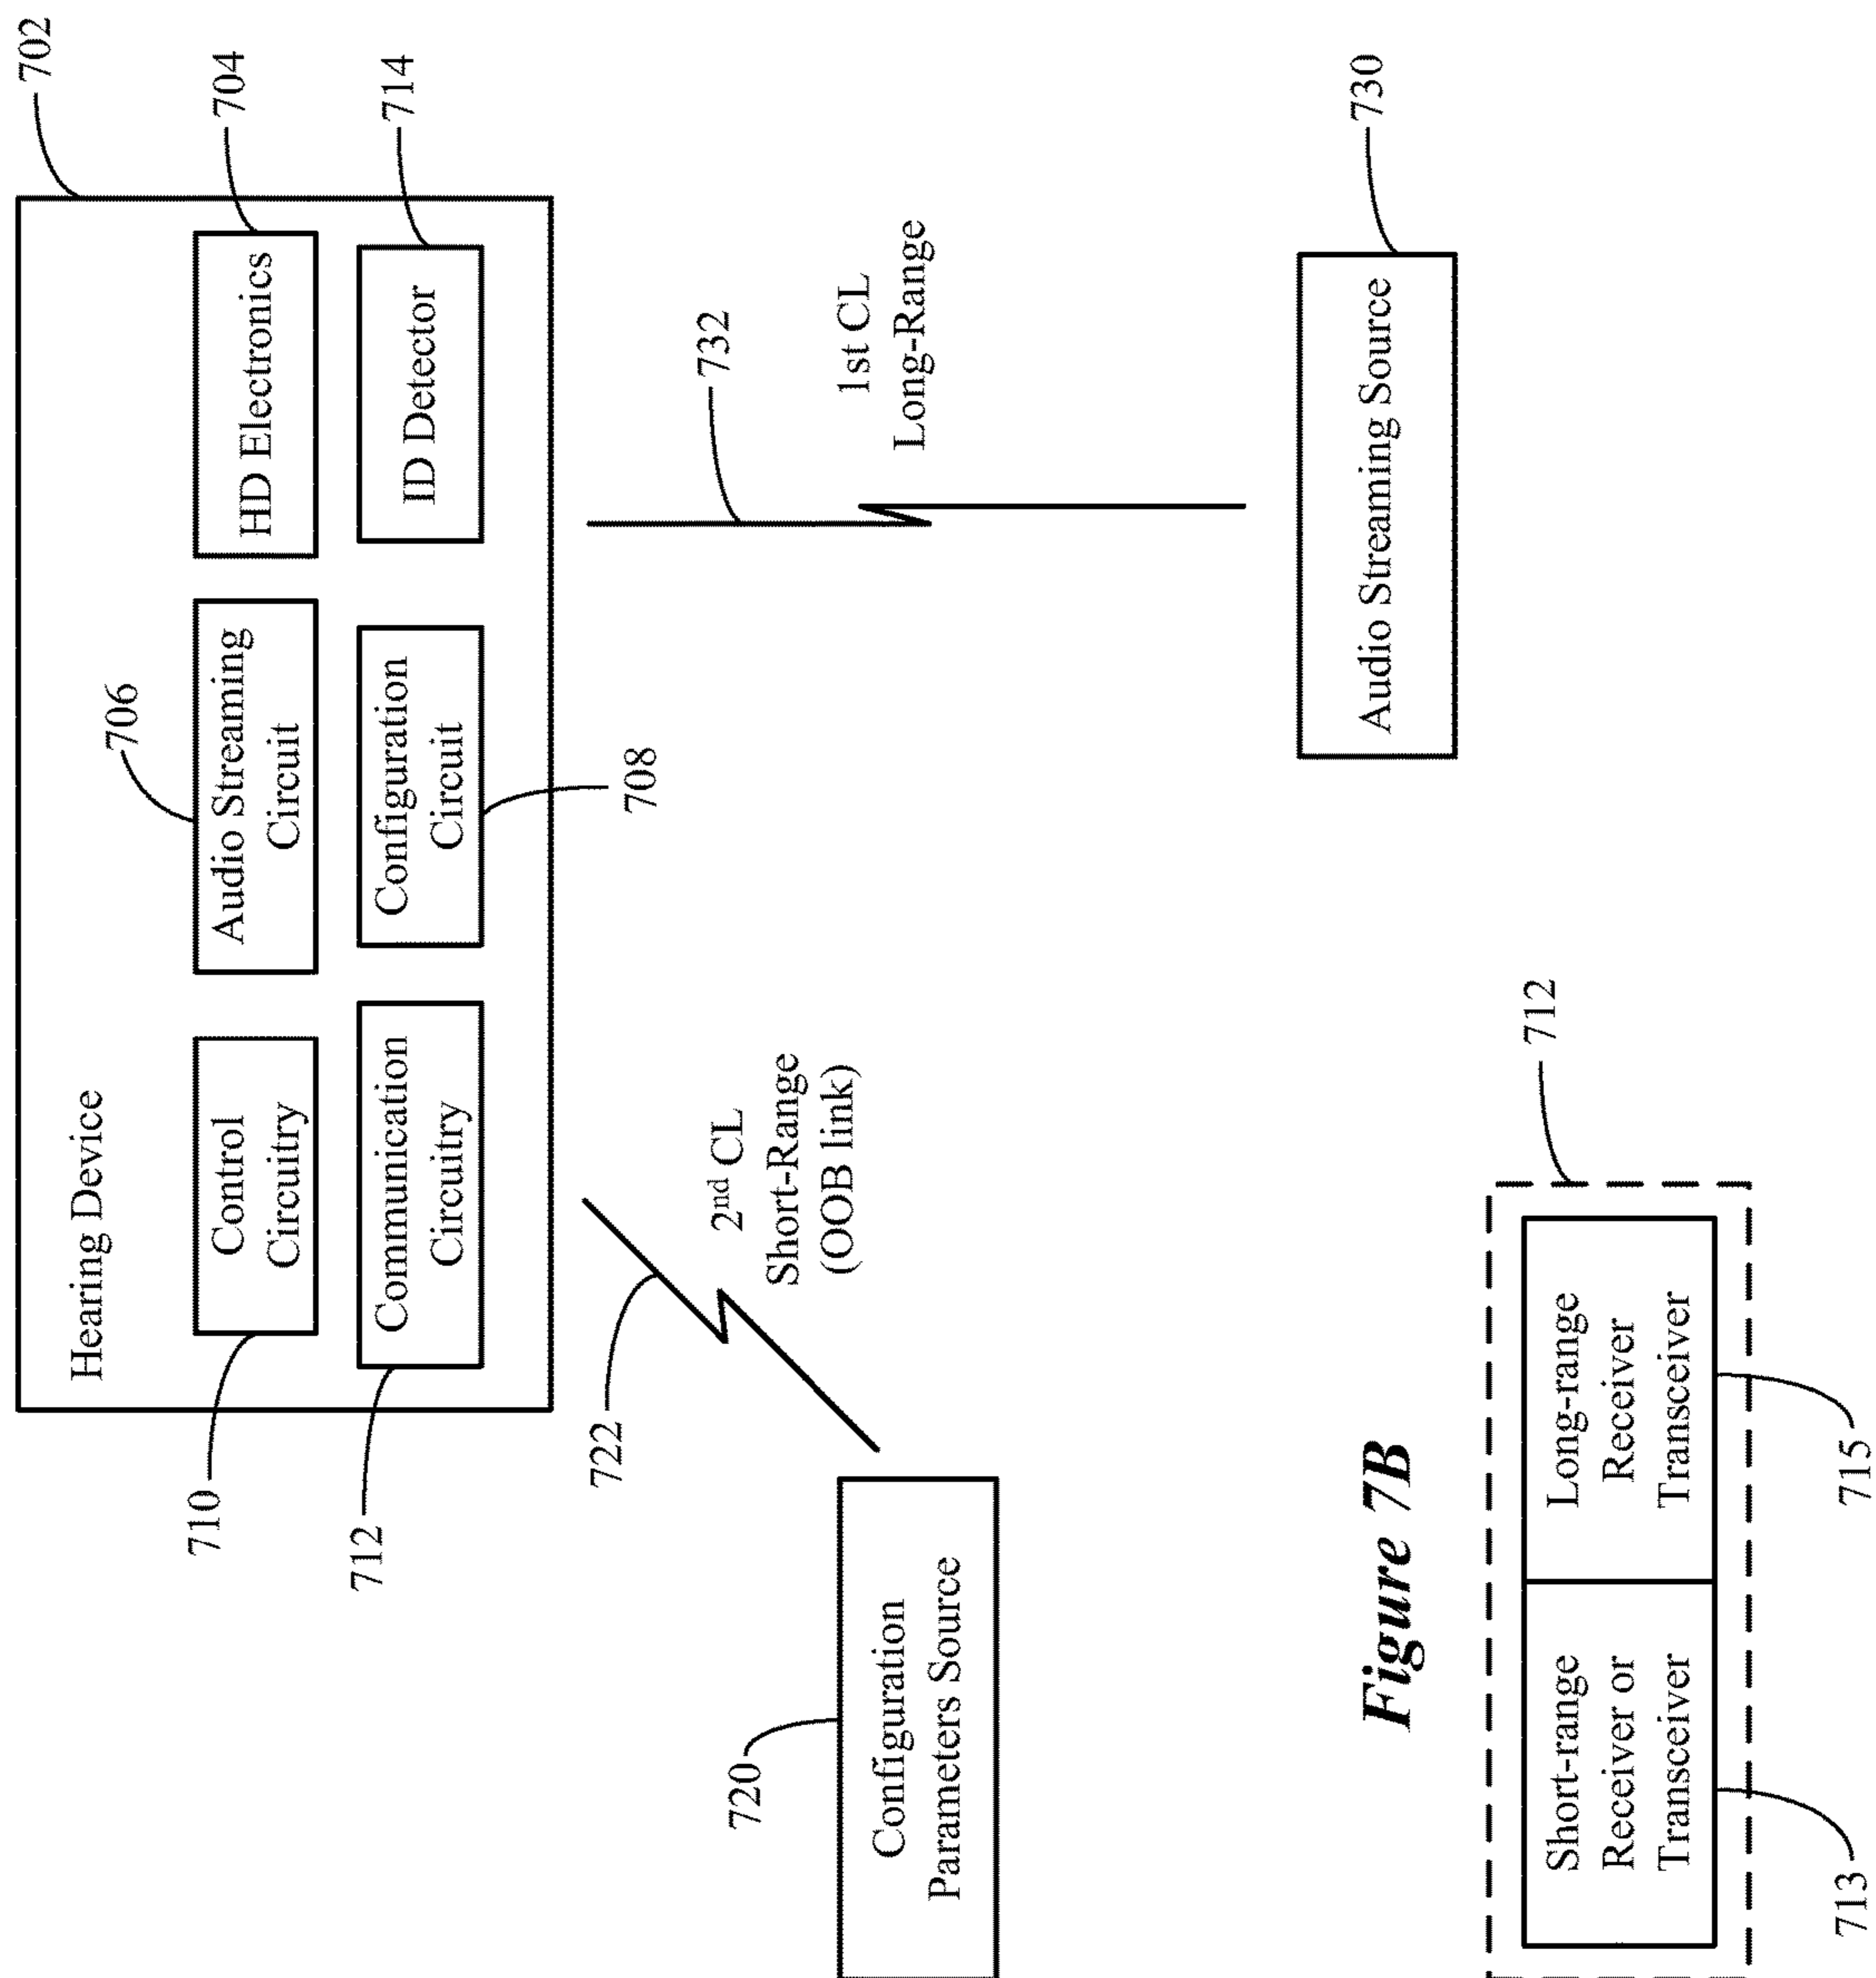 702
Hearing Device
704
706
710
Control
Circuitry
Audio Streaming
Circuit
HD Electronics
714
712
Communication
Circuitry
Configuration
Circuit
ID Detector
708
722
2nd CL
Short-Range
(OOB link)
732
1st CL
Long-Range
720
Configuration
Parameters Source
730
Audio Streaming Source
Figure 7B
712
Short-range
Receiver or
Transceiver
Long-range
Receiver
Transceiver
713
715